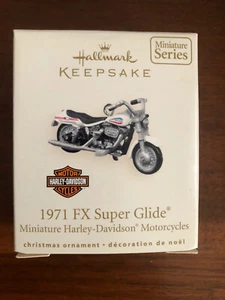 Hallmark
KEEPSAKE
Miniature
Series
MOTOR
HARLEY-DAVIDSON
CYCLES
1971 FX Super Glide®
Miniature Harley-Davidson® Motorcycles
christmas ornament • décoration de noël